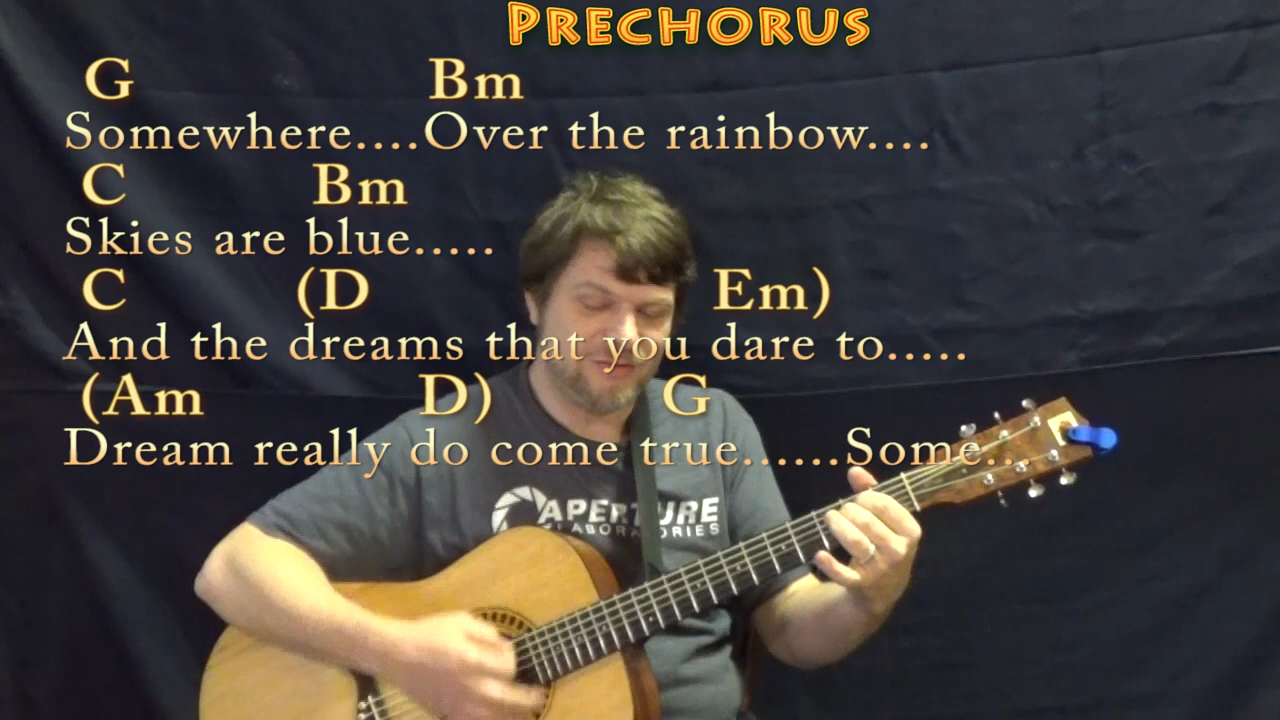 PRECHORUS
G Bm
Somewhere....Over the rainbow....
C Bm
Skies are blue.....
C (D Em)
And the dreams that you dare to.....
(Am D) G
Dream really do come true......Some...
APERTURE
LABORATORIES